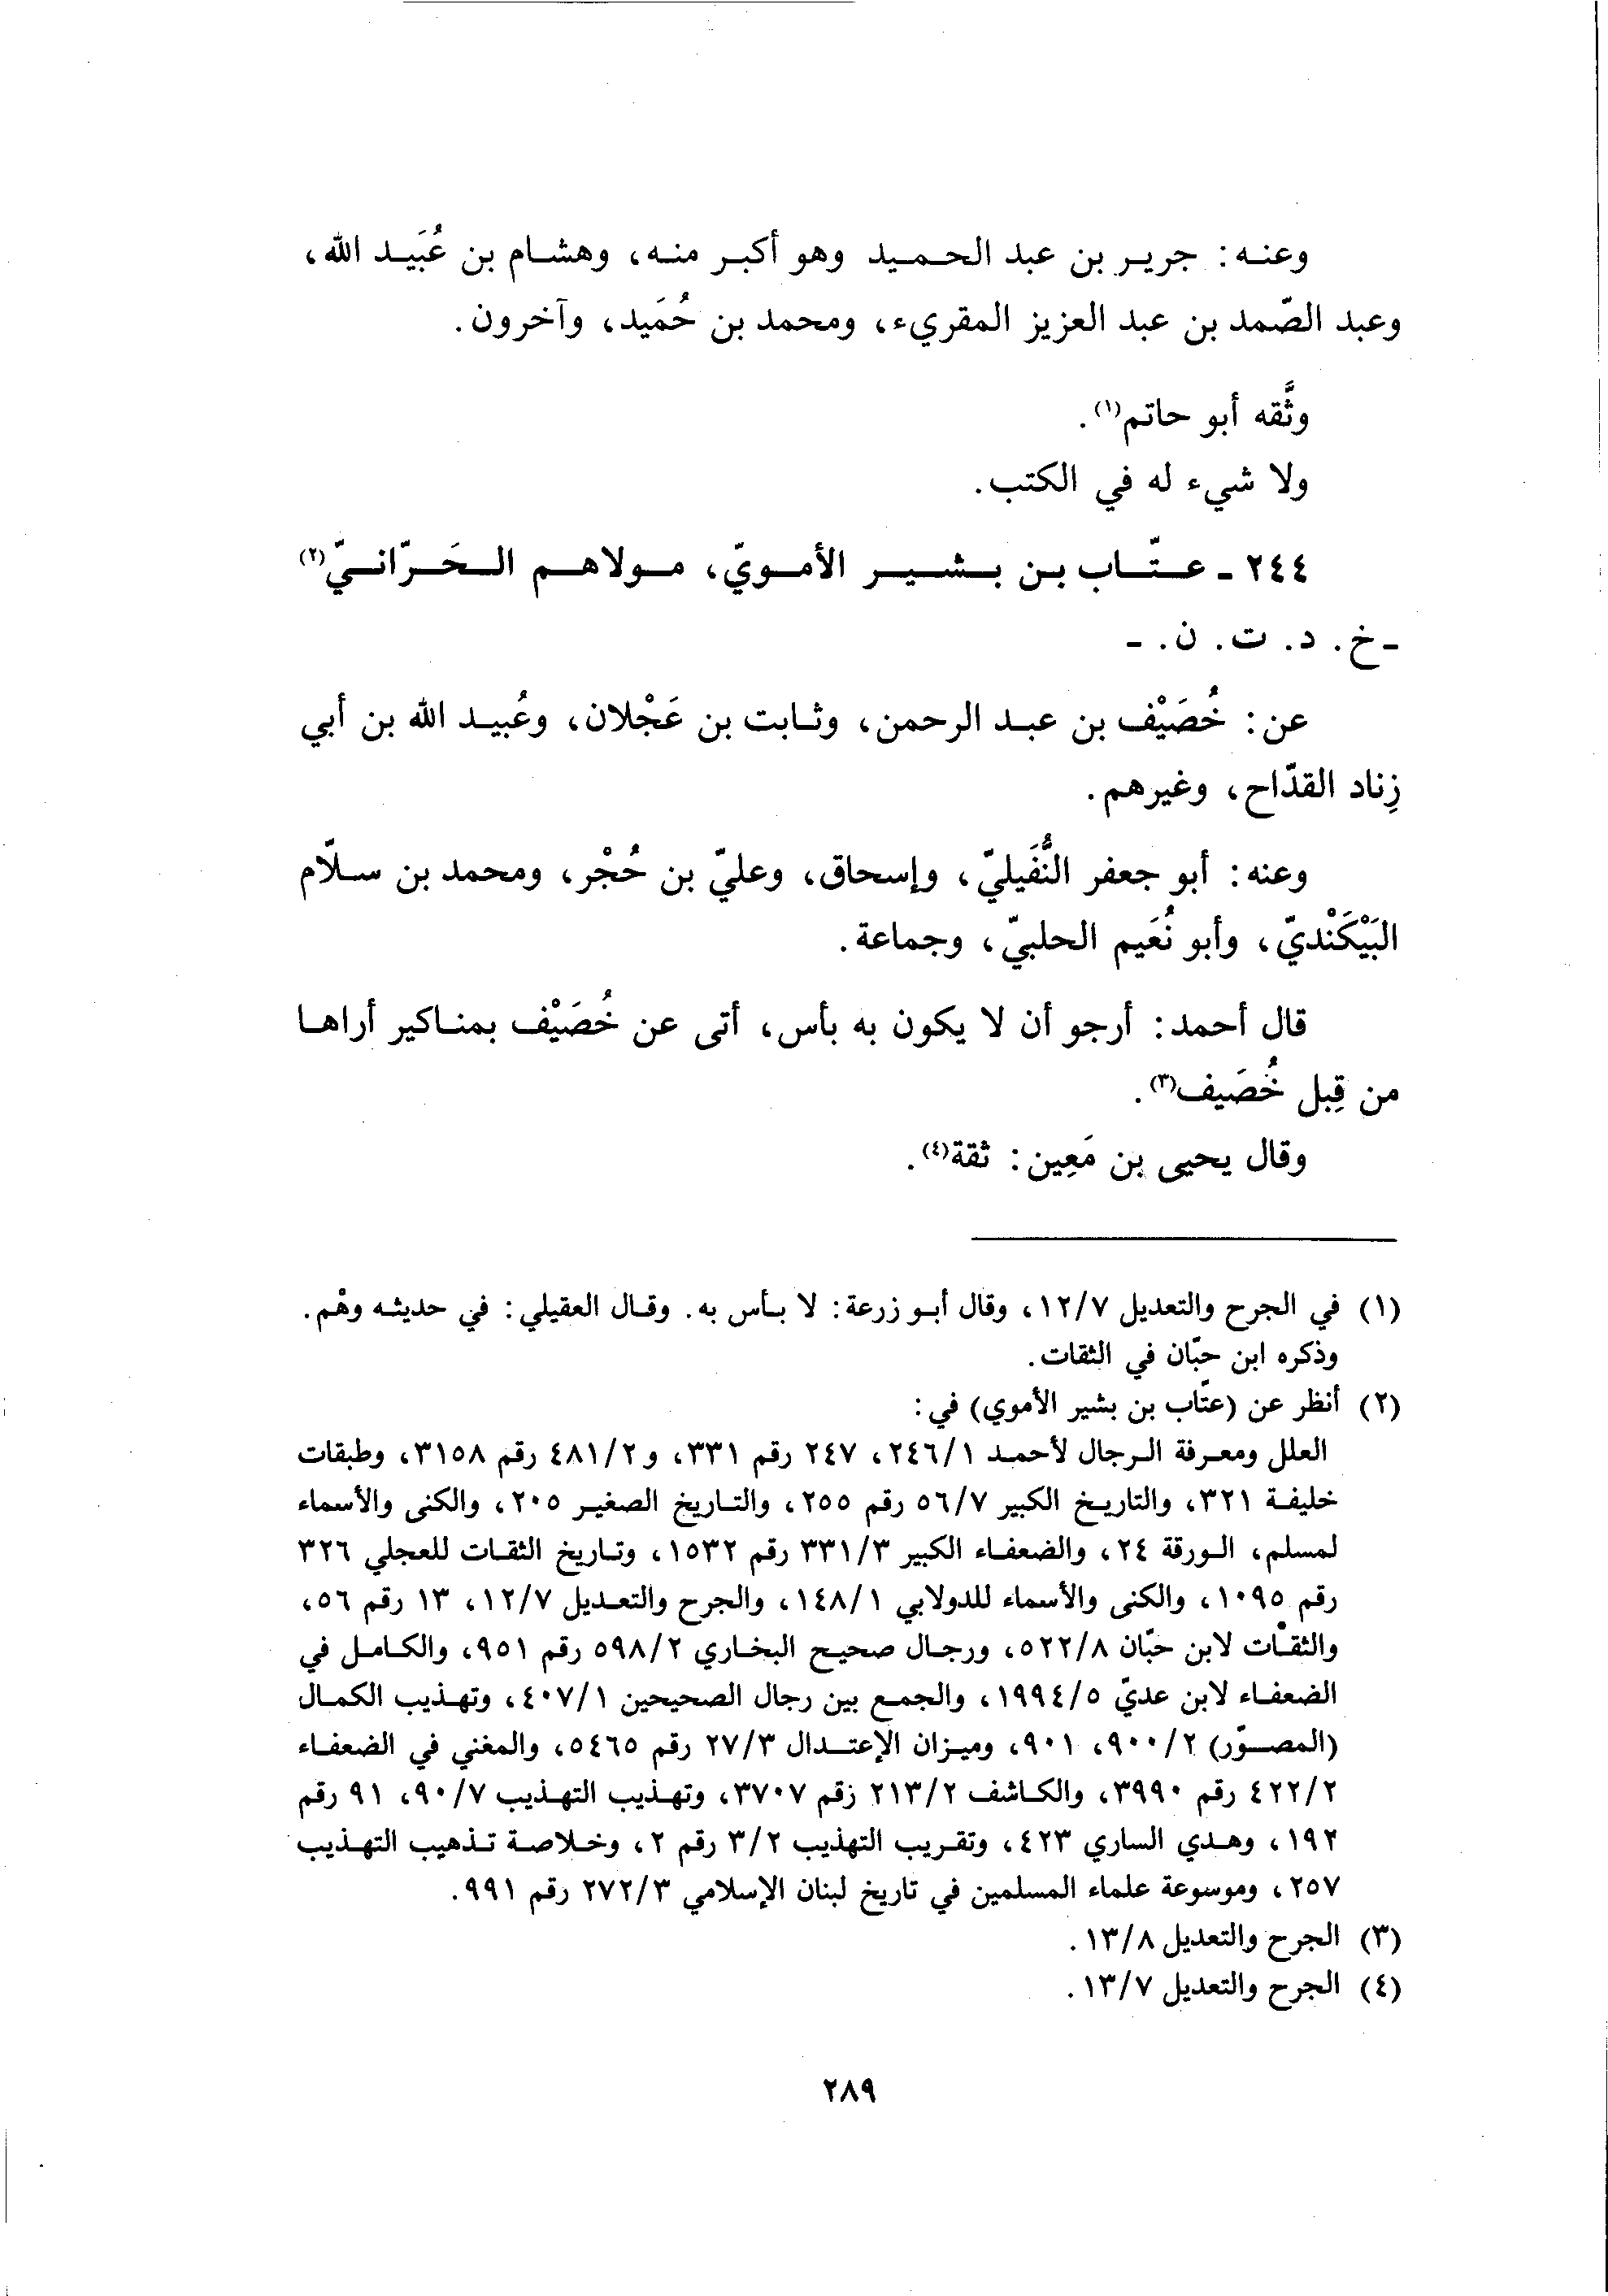 وعنه: جرير بن عبد الحميد وهو أكبر منه، وهشام بن عُبَيد الله،
وعبد الصّمد بن عبد العزيز المقريء، ومحمد بن حُمَيد، وآخرون.
وثَّقه أبو حاتم(١).
ولا شيء له في الكتب.
٢٤٤ ـ عتّاب بن بشير الأمويّ، مولاهم الحَرّانيّ(٢)
ـ خ. د. ت. ن. ـ
عن: خُصَيْف بن عبد الرحمن، وثابت بن عَجْلان، وعُبيد الله بن أبي
زِناد القدّاح، وغيرهم.
وعنه: أبو جعفر النُّفَيليّ، وإسحاق، وعليّ بن حُجْر، ومحمد بن سلّام
البَيْكَنْديّ، وأبو نُعَيم الحلبيّ، وجماعة.
قال أحمد: أرجو أن لا يكون به بأس، أتى عن خُصَيْف بمناكير أراها
من قِبل خُصَيف(٣).
وقال يحيى بن مَعِين: ثقة(٤).
(١) في الجرح والتعديل ١٢/٧، وقال أبو زرعة: لا بأس به. وقال العقيلي: في حديثه وهْم.
وذكره ابن حبّان في الثقات.
(٢) أنظر عن (عتّاب بن بشير الأموي) في:
العلل ومعرفة الرجال لأحمد ٢٤٦/١، ٢٤٧ رقم ٣٣١، و٤٨١/٢ رقم ٣١٥٨، وطبقات
خليفة ٣٢١، والتاريخ الكبير ٥٦/٧ رقم ٢٥٥، والتاريخ الصغير ٢٠٥، والكنى والأسماء
لمسلم، الورقة ٢٤، والضعفاء الكبير ٣٣١/٣ رقم ١٥٣٢، وتاريخ الثقات للعجلي ٣٢٦
رقم ١٠٩٥، والكنى والأسماء للدولابي ١٤٨/١، والجرح والتعديل ١٢/٧، ١٣ رقم ٥٦،
والثقات لابن حبّان ٥٢٢/٨، ورجال صحيح البخاري ٥٩٨/٢ رقم ٩٥١، والكامل في
الضعفاء لابن عديّ ١٩٩٤/٥، والجمع بين رجال الصحيحين ٤٠٧/١، وتهذيب الكمال
(المصوّر) ٩٠٠/٢، ٩٠١، وميزان الإعتدال ٢٧/٣ رقم ٥٤٦٥، والمغني في الضعفاء
٤٢٢/٢ رقم ٣٩٩٠، والكاشف ٢١٣/٢ زقم ٣٧٠٧، وتهذيب التهذيب ٩٠/٧، ٩١ رقم
١٩٢، وهدي الساري ٤٢٣، وتقريب التهذيب ٣/٢ رقم ٢، وخلاصة تذهيب التهذيب
٢٥٧، وموسوعة علماء المسلمين في تاريخ لبنان الإسلامي ٢٧٢/٣ رقم ٩٩١.
(٣) الجرح والتعديل ١٣/٨.
(٤) الجرح والتعديل ١٣/٧.
٢٨٩